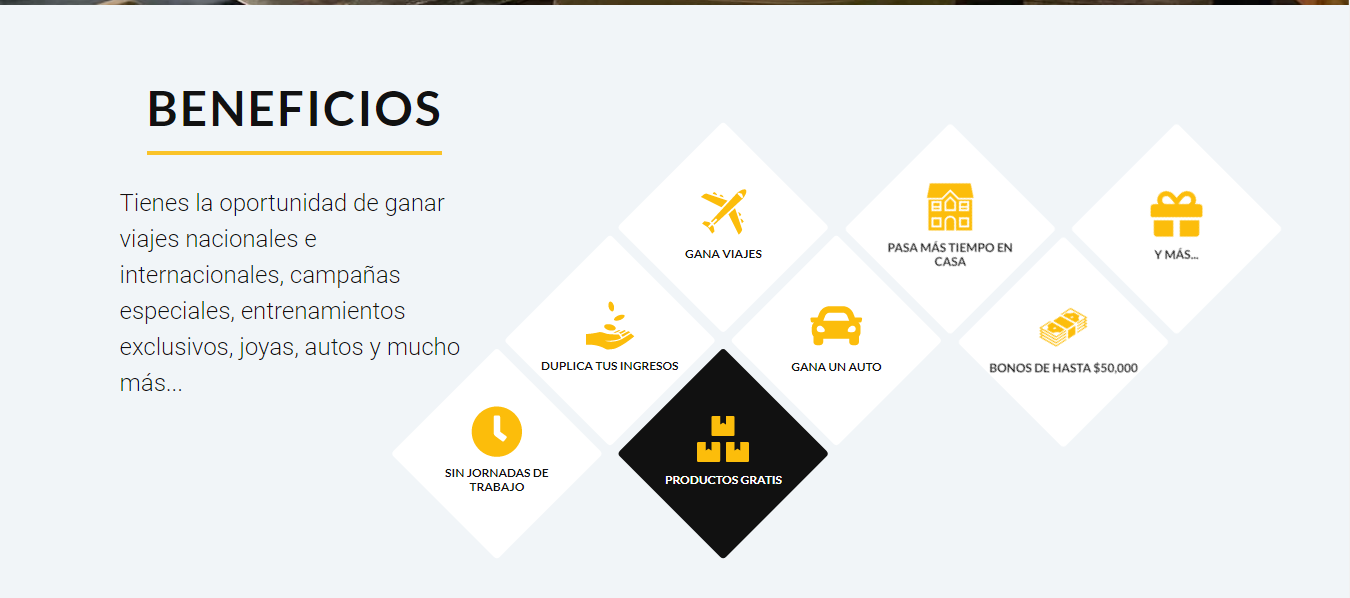 BENEFICIOS
Tienes la oportunidad de ganar
viajes nacionales e
internacionales, campañas
especiales, entrenamientos
exclusivos, joyas, autos y mucho
más...
GANA VIAJES
PASA MÁS TIEMPO EN
CASA
Y MÁS...
DUPLICA TUS INGRESOS
GANA UN AUTO
BONOS DE HASTA $50,000
SIN JORNADAS DE
TRABAJO
PRODUCTOS GRATIS